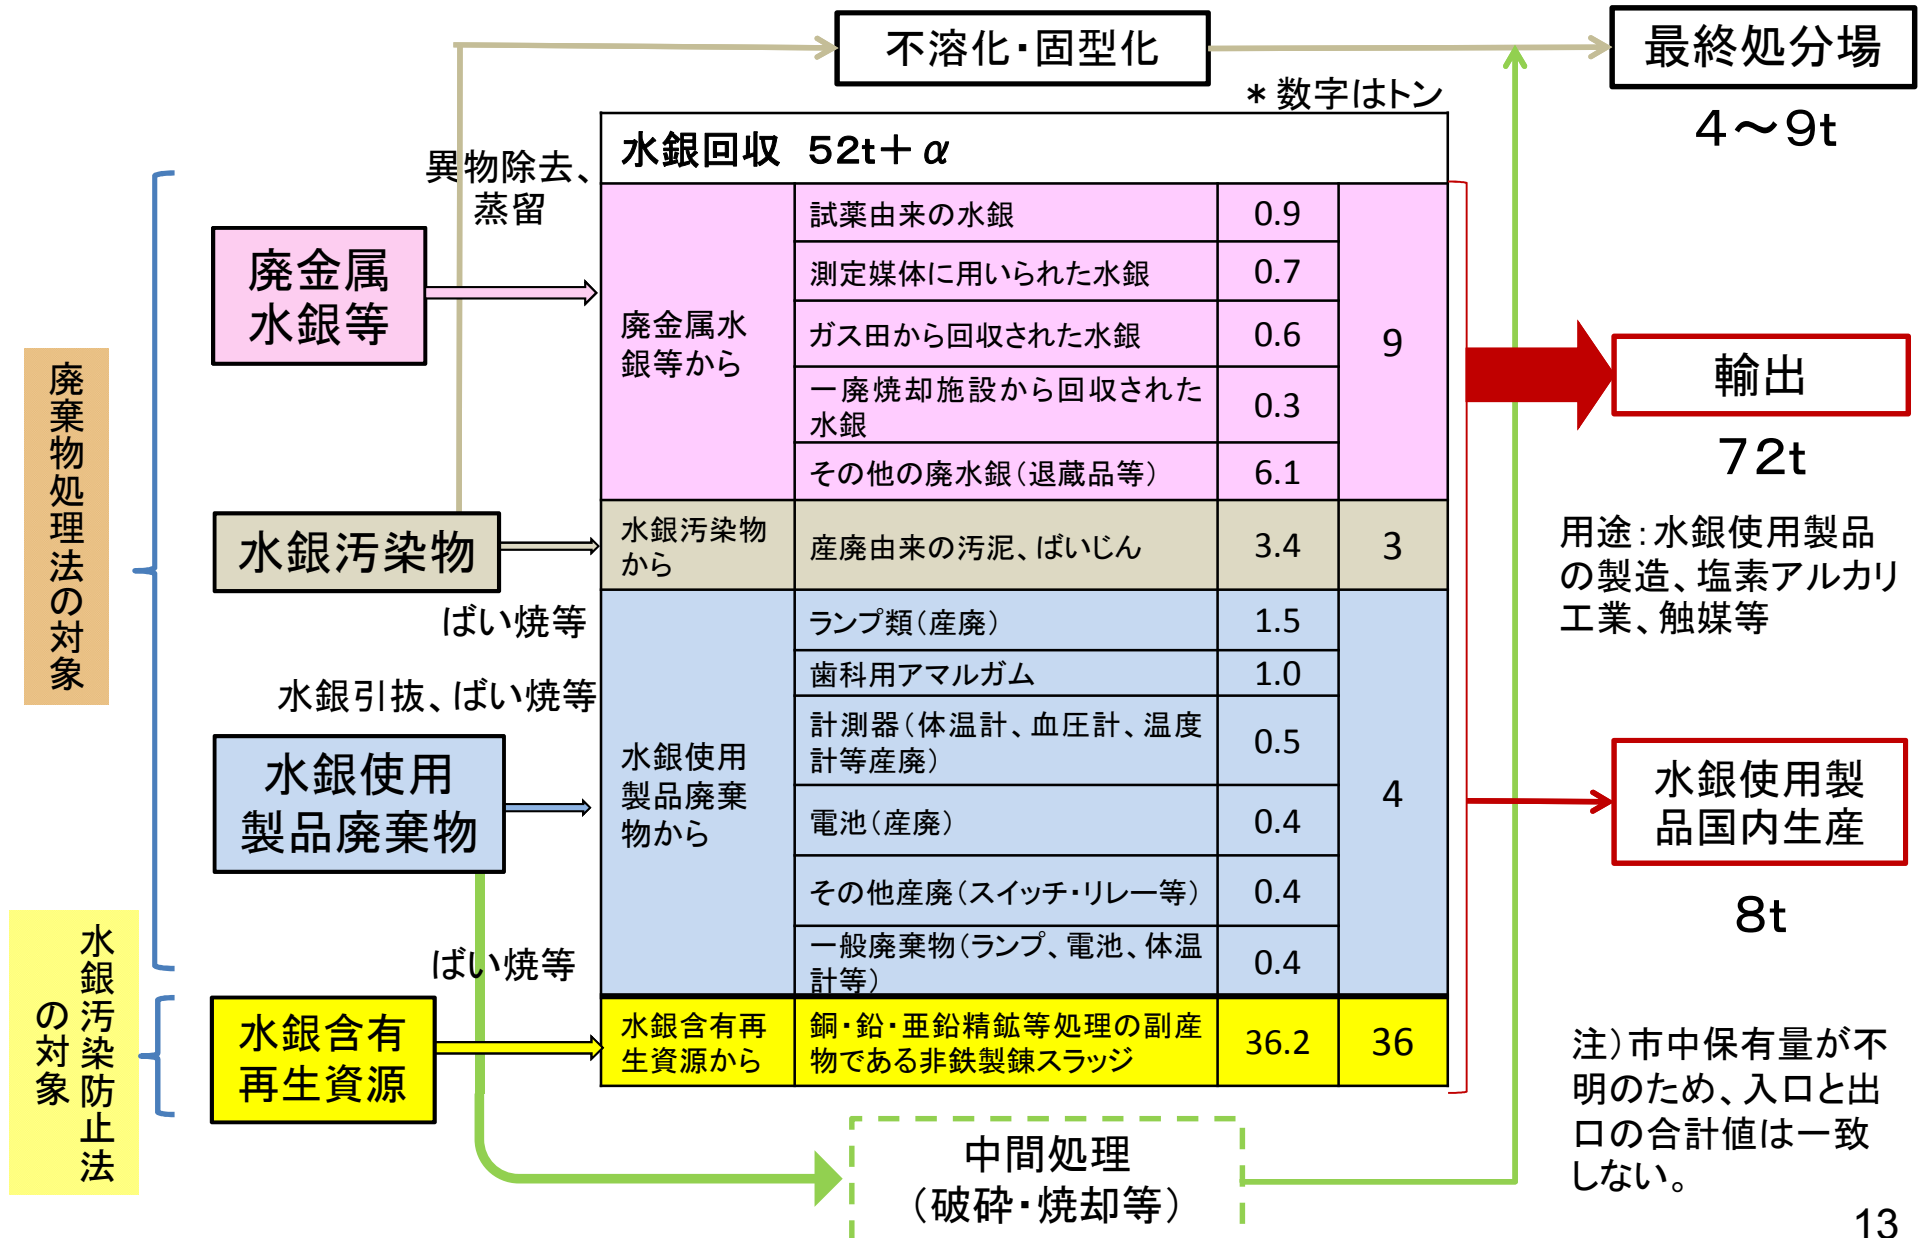 不溶化・固型化
最終処分場
4～9t
＊数字はトン
水銀回収 52t＋α
異物除去、
蒸留
廃金属
水銀等
廃金属水
銀等から
試薬由来の水銀
0.9
測定媒体に用いられた水銀
0.7
ガス田から回収された水銀
0.6
一廃焼却施設から回収された
水銀
0.3
その他の廃水銀（退蔵品等）
6.1
9
輸出
72t
用途：水銀使用製品
の製造、塩素アルカリ
工業、触媒等
廃棄物処理法の対象
水銀汚染物
ばい焼等
水銀汚染物
から
産廃由来の汚泥、ばいじん
3.4
3
水銀引抜、ばい焼等
水銀使用
製品廃棄物
水銀使用
製品廃棄
物から
ランプ類（産廃）
1.5
歯科用アマルガム
1.0
計測器（体温計、血圧計、温度
計等産廃）
0.5
電池（産廃）
0.4
その他産廃（スイッチ・リレー等）
0.4
一般廃棄物（ランプ、電池、体温
計等）
0.4
4
水銀使用製
品国内生産
8t
水銀汚染防止法
の対象
ばい焼等
水銀含有
再生資源
水銀含有再
生資源から
銅・鉛・亜鉛精鉱等処理の副産
物である非鉄製錬スラッジ
36.2
36
注）市中保有量が不
明のため、入口と出
口の合計値は一致
しない。
中間処理
（破砕・焼却等）
13